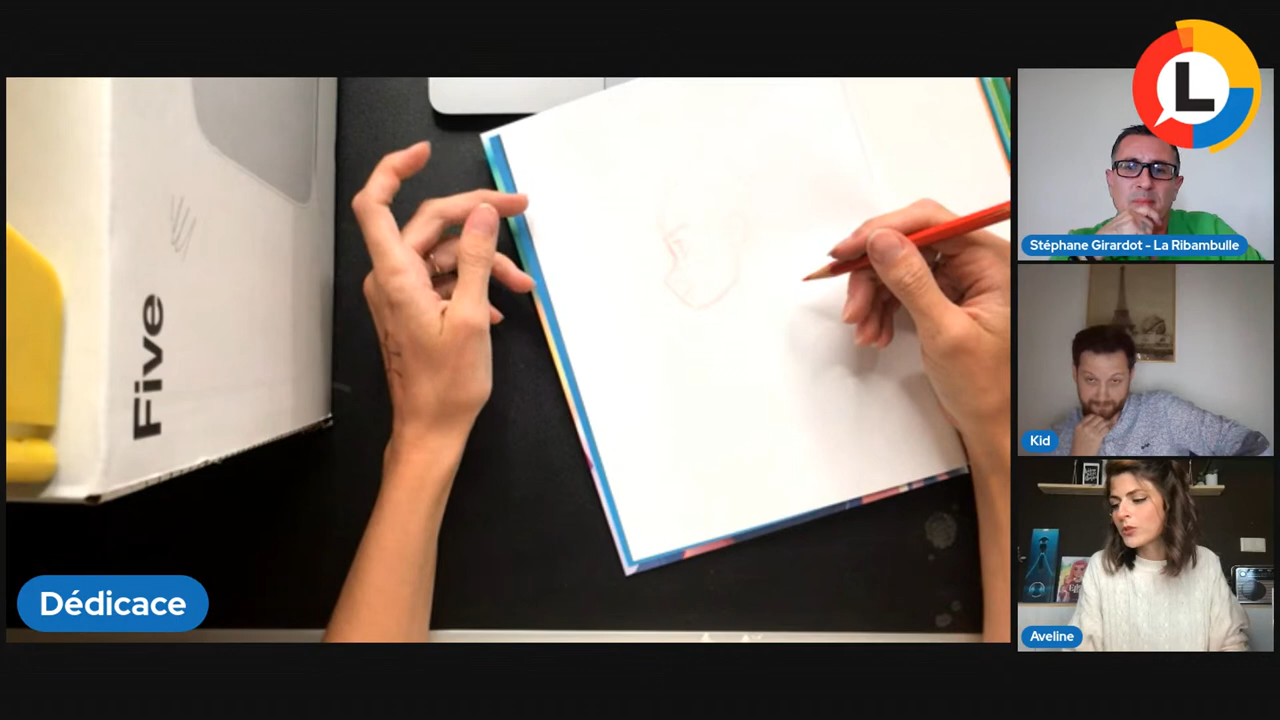 L
Five
Stéphane Girardot - La Ribambulle
Kid
Dédicace
Aveline